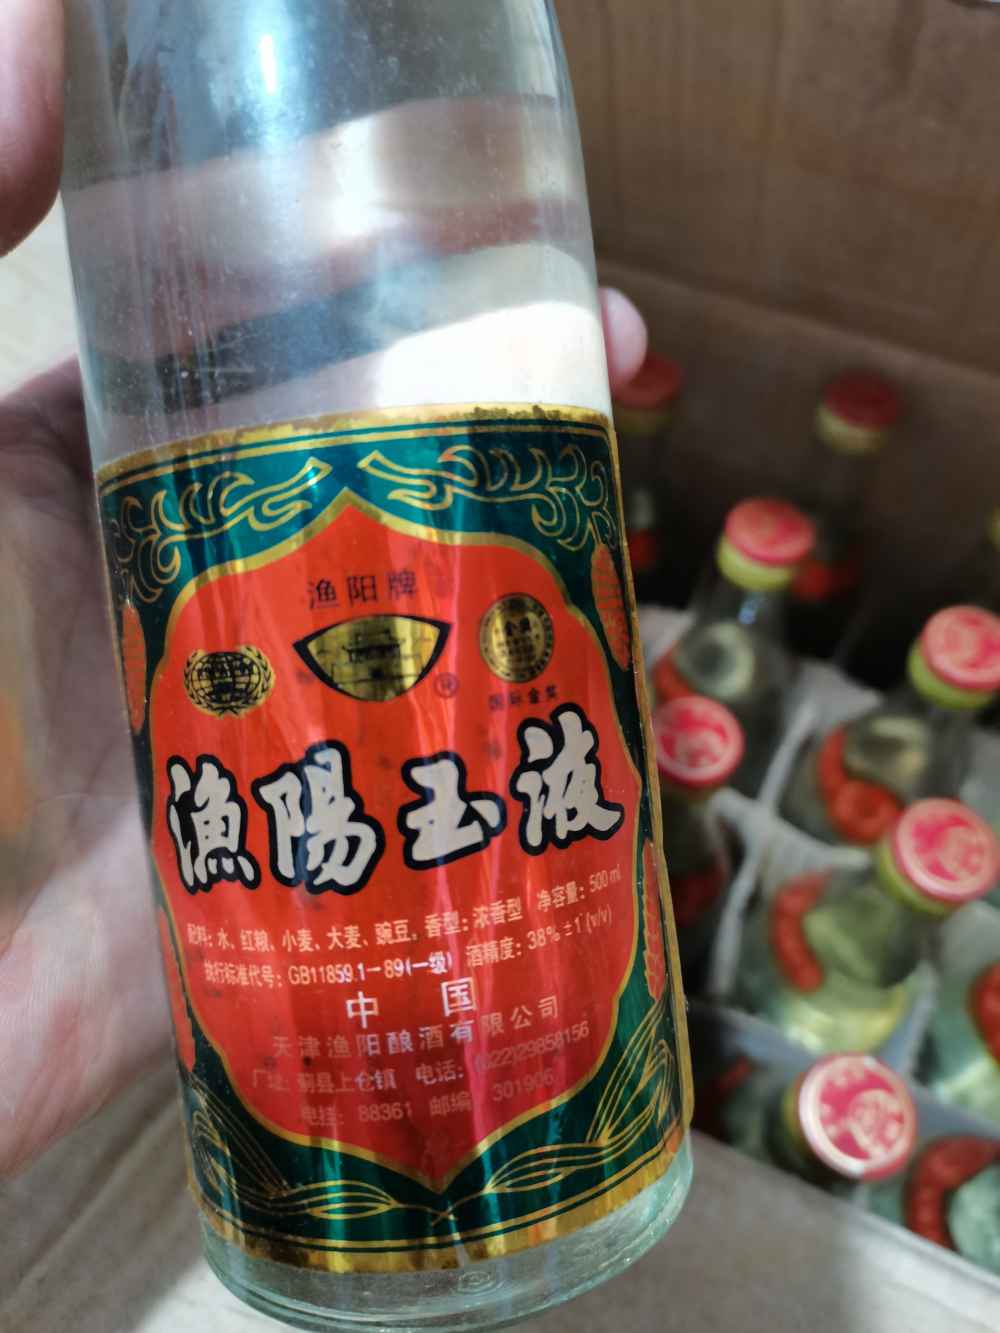 渔阳牌
®
国际金奖
漁陽玉液
配料：水、红粮、小麦、大麦、豌豆。香型：浓香型 净容量：500ml
执行标准代号：GB11859.1－89(一级) 酒精度：38%±1°(v/v)
中国
天津渔阳酿酒有限公司
厂址：蓟县上仓镇 电话：(022)29858156
电挂：88361 邮编：301906